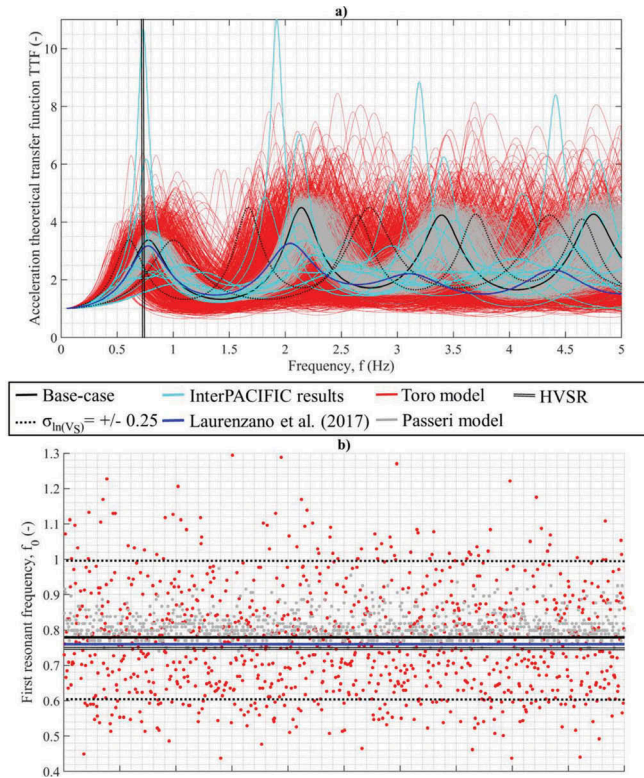 a)
Acceleration theoretical transfer function TTF (-)
10
8
6
4
2
0
0 0.5 1 1.5 2 2.5 3 3.5 4 4.5 5
Frequency, f (Hz)
Base-case InterPACIFIC results Toro model HVSR
σln(VS)= +/- 0.25 Laurenzano et al. (2017) Passeri model
b)
First resonant frequency, f0 (-)
1.3
1.2
1.1
1
0.9
0.8
0.7
0.6
0.5
0.4